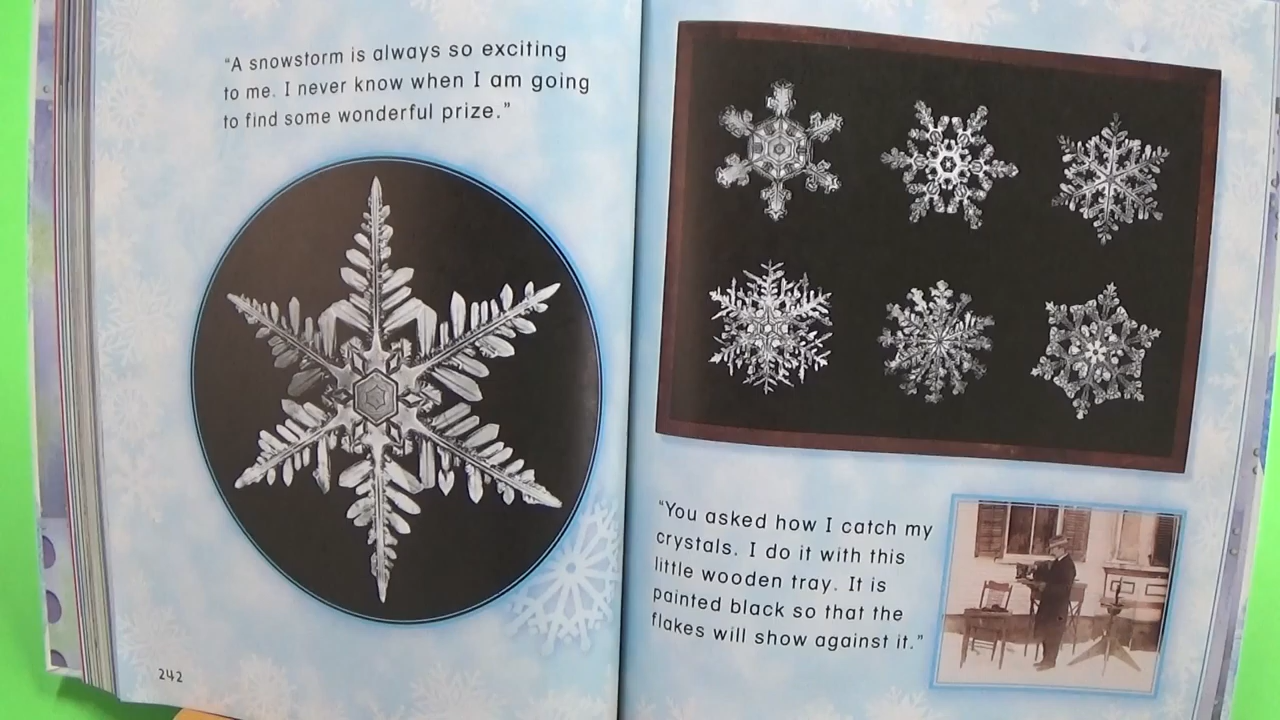 “A snowstorm is always so exciting
to me. I never know when I am going
to find some wonderful prize.”
242
“You asked how I catch my
crystals. I do it with this
little wooden tray. It is
painted black so that the
flakes will show against it.”